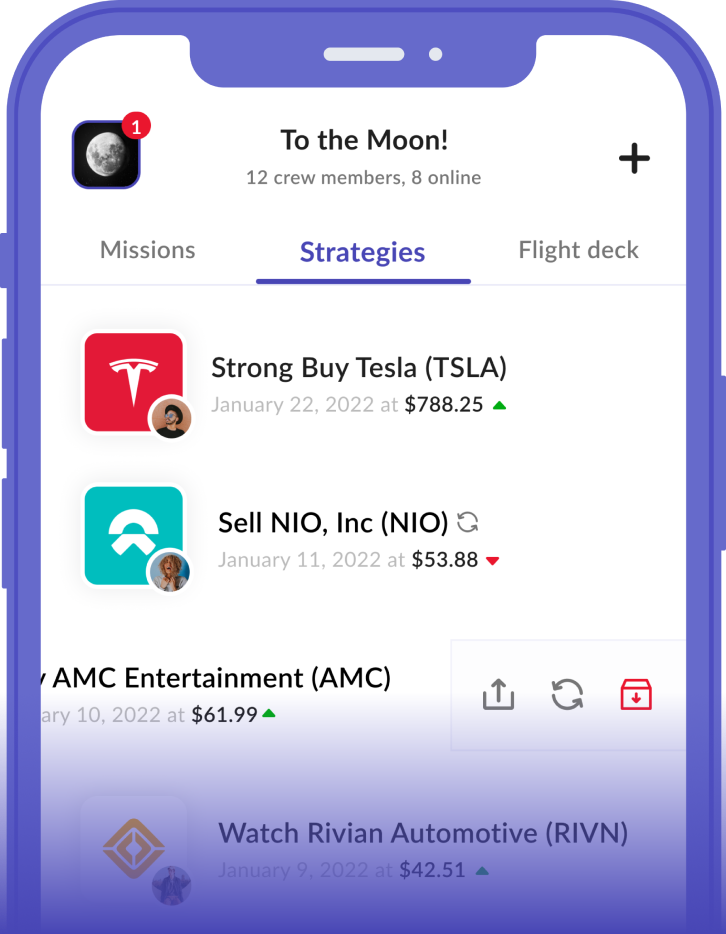 1
To the Moon!
12 crew members, 8 online
Missions
Strategies
Flight deck
Strong Buy Tesla (TSLA)
January 22, 2022 at $788.25
Sell NIO, Inc (NIO)
January 11, 2022 at $53.88
AMC Entertainment (AMC)
ary 10, 2022 at $61.99
Watch Rivian Automotive (RIVN)
January 9, 2022 at $42.51